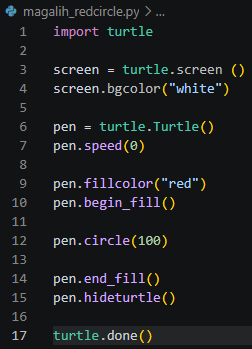 magalih_redcircle.py > ...
1 import turtle
2
3 screen = turtle.screen ()
4 screen.bgcolor("white")
5
6 pen = turtle.Turtle()
7 pen.speed(0)
8
9 pen.fillcolor("red")
10 pen.begin_fill()
11
12 pen.circle(100)
13
14 pen.end_fill()
15 pen.hideturtle()
16
17 turtle.done()